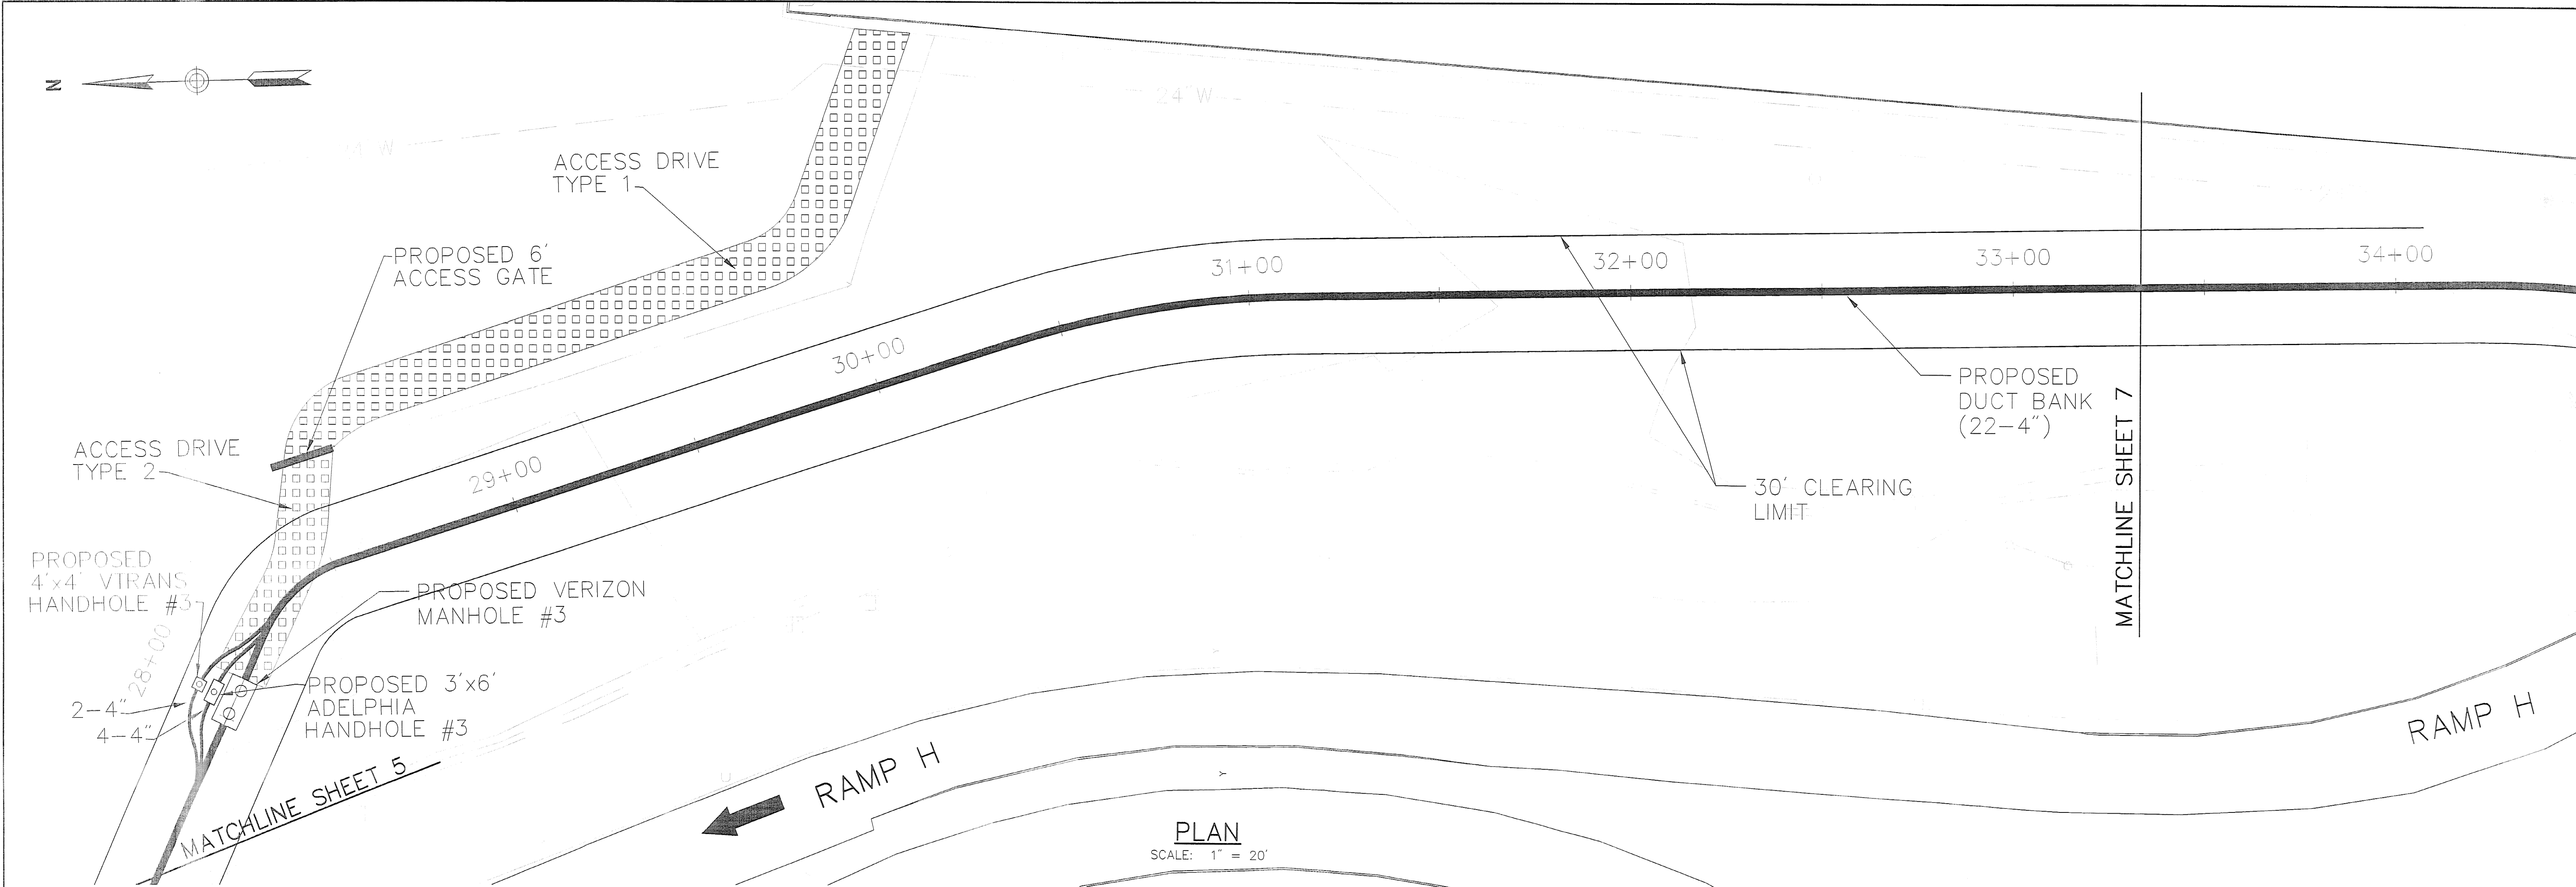 N
24"W
ACCESS DRIVE
TYPE 1
PROPOSED 6'
ACCESS GATE
31+00
32+00
33+00
34+00
30+00
29+00
PROPOSED
DUCT BANK
(22-4")
MATCHLINE SHEET 7
30' CLEARING
LIMIT
ACCESS DRIVE
TYPE 2
PROPOSED
4'x4' VTRANS
HANDHOLE #3
28+00
PROPOSED VERIZON
MANHOLE #3
2-4"
4-4"
PROPOSED 3'x6'
ADELPHIA
HANDHOLE #3
MATCHLINE SHEET 5
RAMP H
RAMP H
PLAN
SCALE: 1" = 20'